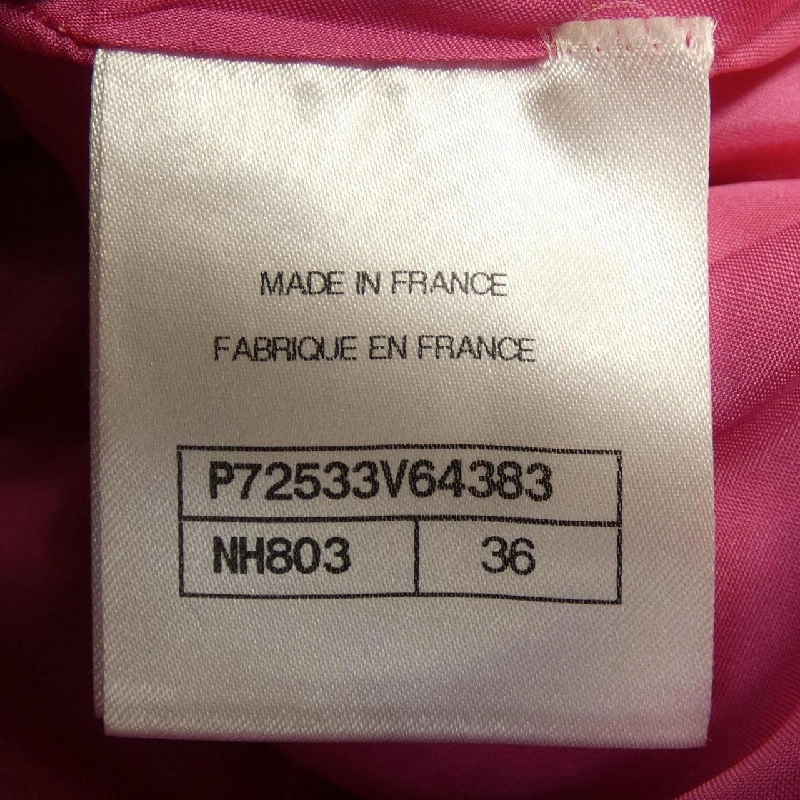 MADE IN FRANCE
FABRIQUE EN FRANCE
P72533V64383
NH803 36